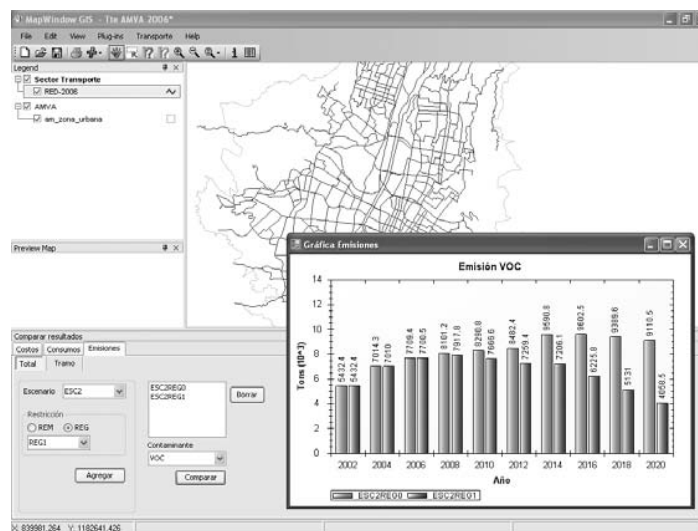 MapWindow GIS - Tte AMVA 2006*
File Edit View Plug-ins Transporte Help
Legend
Sector Transporte
RED-2006
AMVA
am_zona_urbana
Preview Map
Comparar resultados
Costos Consumos Emisiones
Total Tramo
Escenario ESC2
Restricción
REM REG
REG1
Agregar
ESC2REG0
ESC2REG1
Borrar
Contaminante
VOC
Comparar
Gráfica Emisiones
Emisión VOC
Tons (10^3)
14
12
10
8
6
4
2
0
5432.4 5432.4 7014.3 7010 7709.4 7700.5 8101.2 7917.8 8290.8 7666.6 8482.4 7259.4 9590.8 7206.1 9602.5 6225.8 9389.6 5131 9110.5 4058.5
2002 2004 2006 2008 2010 2012 2014 2016 2018 2020
Año
ESC2REG0 ESC2REG1
X: 839981.264 Y: 1182641.426